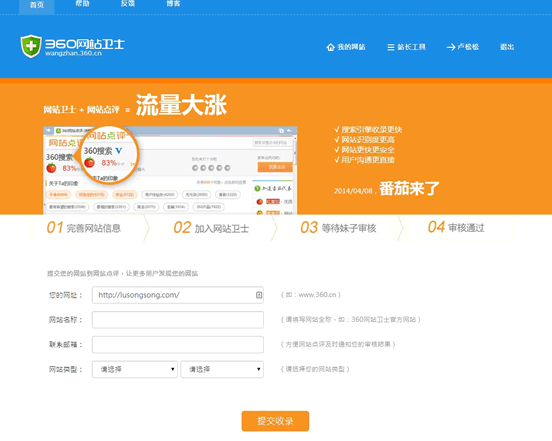 首页 帮助 反馈 博客
360网站卫士
wangzhan.360.cn
我的网站 站长工具 卢松松 退出
网站卫士 + 网站点评 = 流量大涨
网站点评
360搜索 V
83%
关于Ta的印象
√ 搜索引擎收录更快
√ 网站识别度更高
√ 网站更快更安全
√ 用户沟通更直接
2014/04/08，番茄来了
01 完善网站信息 02 加入网站卫士 03 等待妹子审核 04 审核通过
提交您的网站到网站点评，让更多用户发现您的网站
您的网址： http://lusongsong.com/ （如：www.360.cn）
网站名称： （请填写网站全称，如：360网站卫士官方网站）
联系邮箱： （方便网站点评及时通知您的审核结果）
网站类型： 请选择 请选择 （请选择您的网站类型）
提交收录